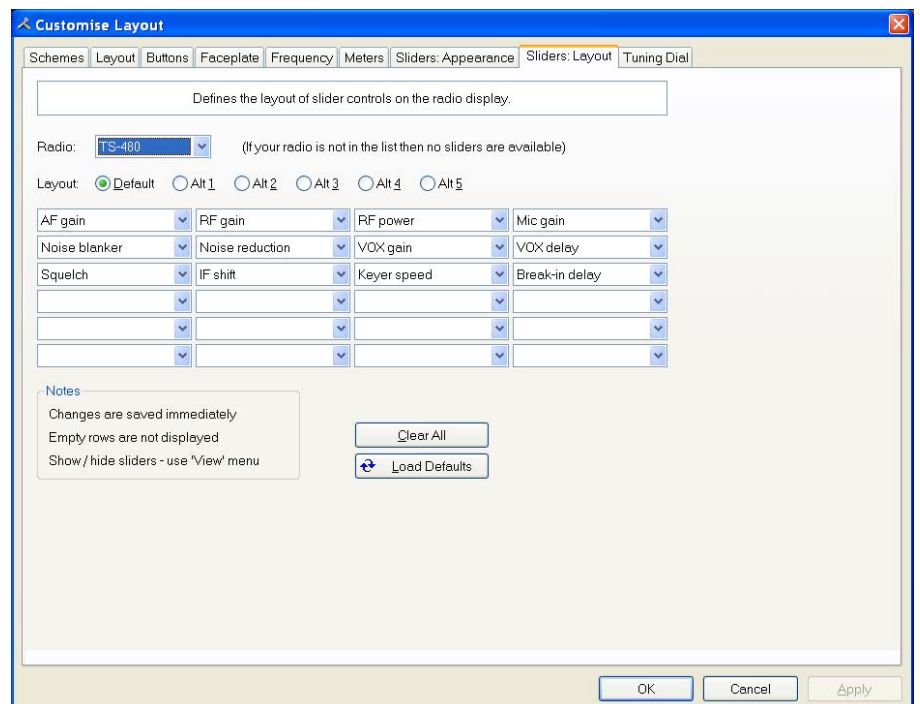 Customise Layout
Schemes Layout Buttons Faceplate Frequency Meters Sliders: Appearance Sliders: Layout Tuning Dial
Defines the layout of slider controls on the radio display.
Radio: TS-480 (If your radio is not in the list then no sliders are available)
Layout: Default Alt 1 Alt 2 Alt 3 Alt 4 Alt 5
AF gain RF gain RF power Mic gain
Noise blanker Noise reduction VOX gain VOX delay
Squelch IF shift Keyer speed Break-in delay
Notes
Changes are saved immediately
Empty rows are not displayed
Show / hide sliders - use 'View' menu
Clear All
Load Defaults
OK Cancel Apply